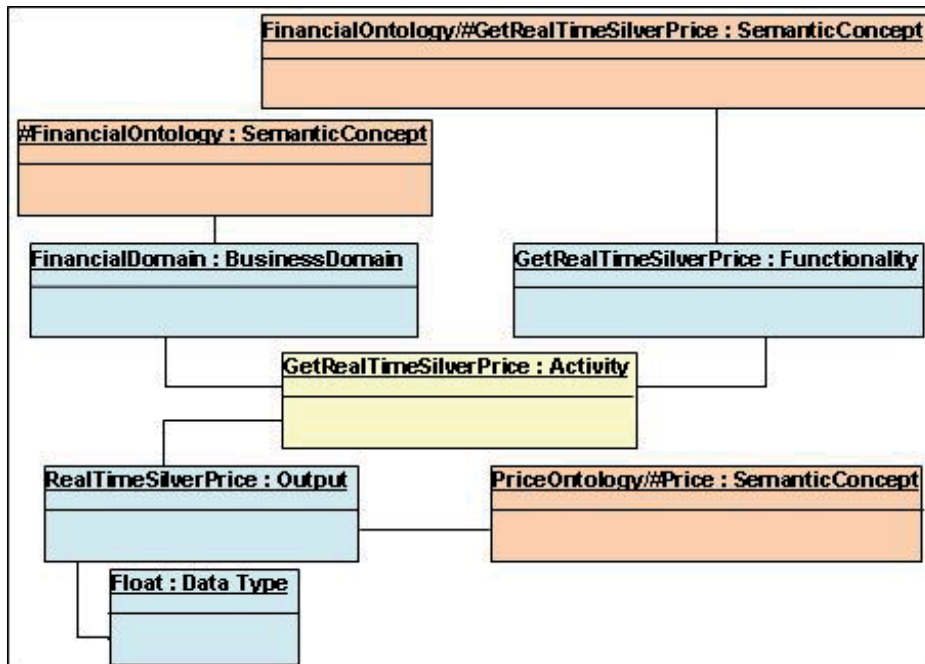 FinancialOntology/#GetRealTimeSilverPrice : SemanticConcept
#FinancialOntology : SemanticConcept
FinancialDomain : BusinessDomain
GetRealTimeSilverPrice : Functionality
GetRealTimeSilverPrice : Activity
RealTimeSilverPrice : Output
PriceOntology/#Price : SemanticConcept
Float : Data Type